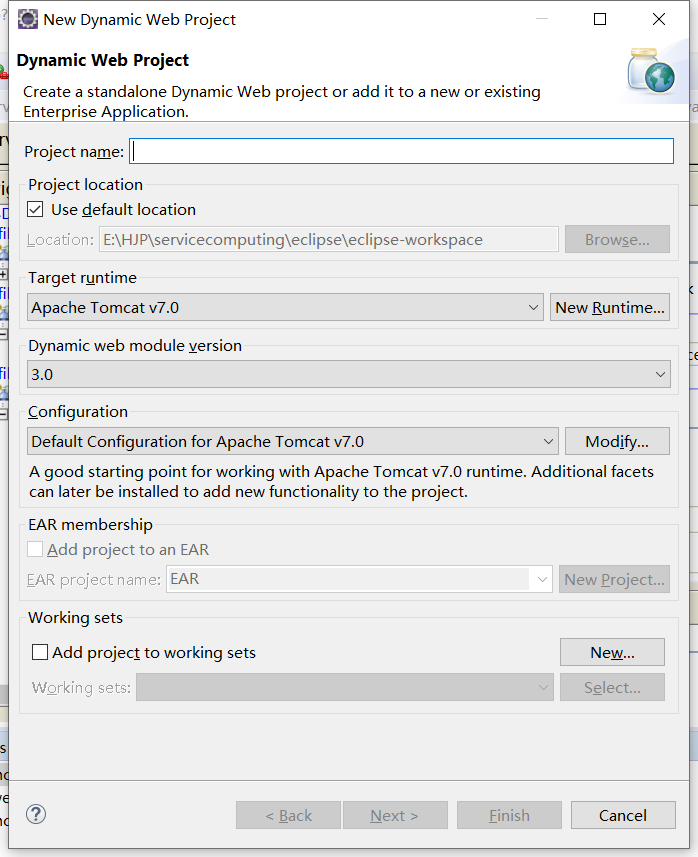 New Dynamic Web Project
Dynamic Web Project
Create a standalone Dynamic Web project or add it to a new or existing
Enterprise Application.
Project name:
Project location
Use default location
Location: E:\HJP\servicecomputing\eclipse\eclipse-workspace Browse...
Target runtime
Apache Tomcat v7.0 New Runtime...
Dynamic web module version
3.0
Configuration
Default Configuration for Apache Tomcat v7.0 Modify...
A good starting point for working with Apache Tomcat v7.0 runtime. Additional facets
can later be installed to add new functionality to the project.
EAR membership
Add project to an EAR
EAR project name: EAR New Project...
Working sets
Add project to working sets New...
Working sets: Select...
? < Back Next > Finish Cancel